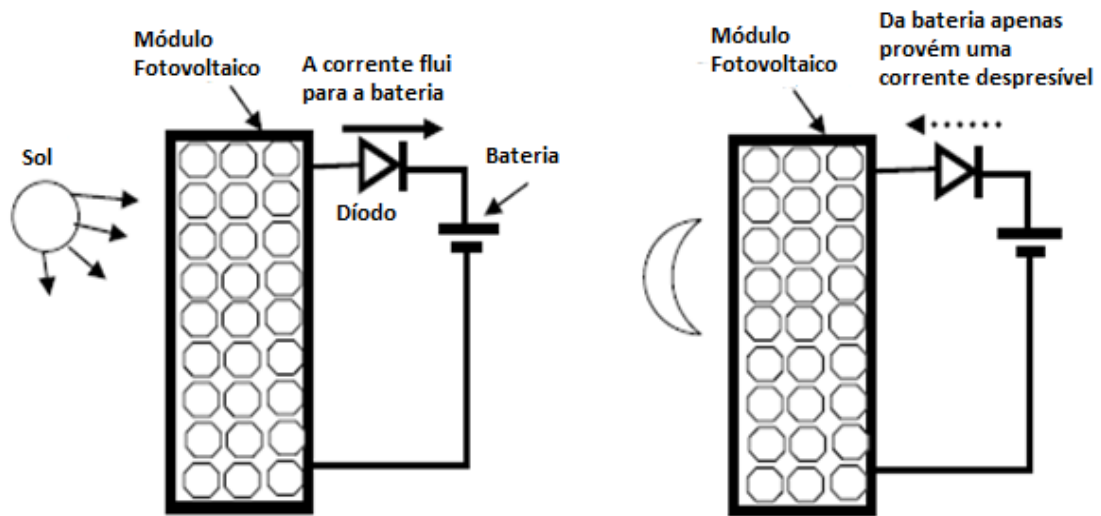 Módulo
Fotovoltaico
A corrente flui
para a bateria
Sol
Bateria
Díodo
Módulo
Fotovoltaico
Da bateria apenas
provém uma
corrente despresível